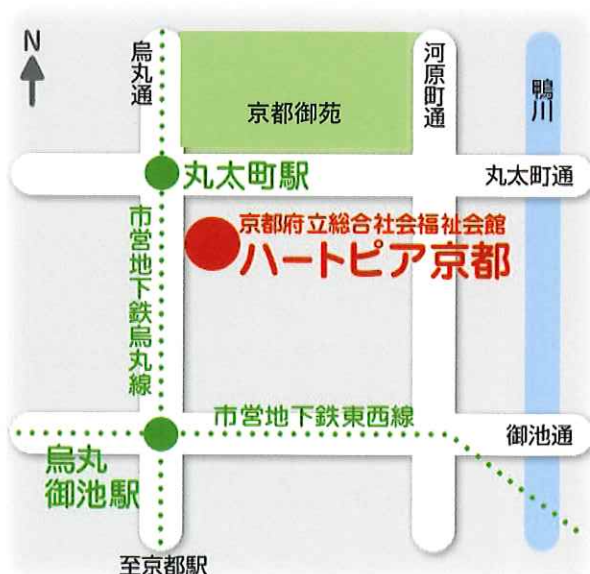 N
烏丸通
河原町通
鴨川
京都御苑
丸太町駅
丸太町通
京都府立総合社会福祉会館
ハートピア京都
市営地下鉄烏丸線
市営地下鉄東西線
御池通
烏丸
御池駅
至京都駅